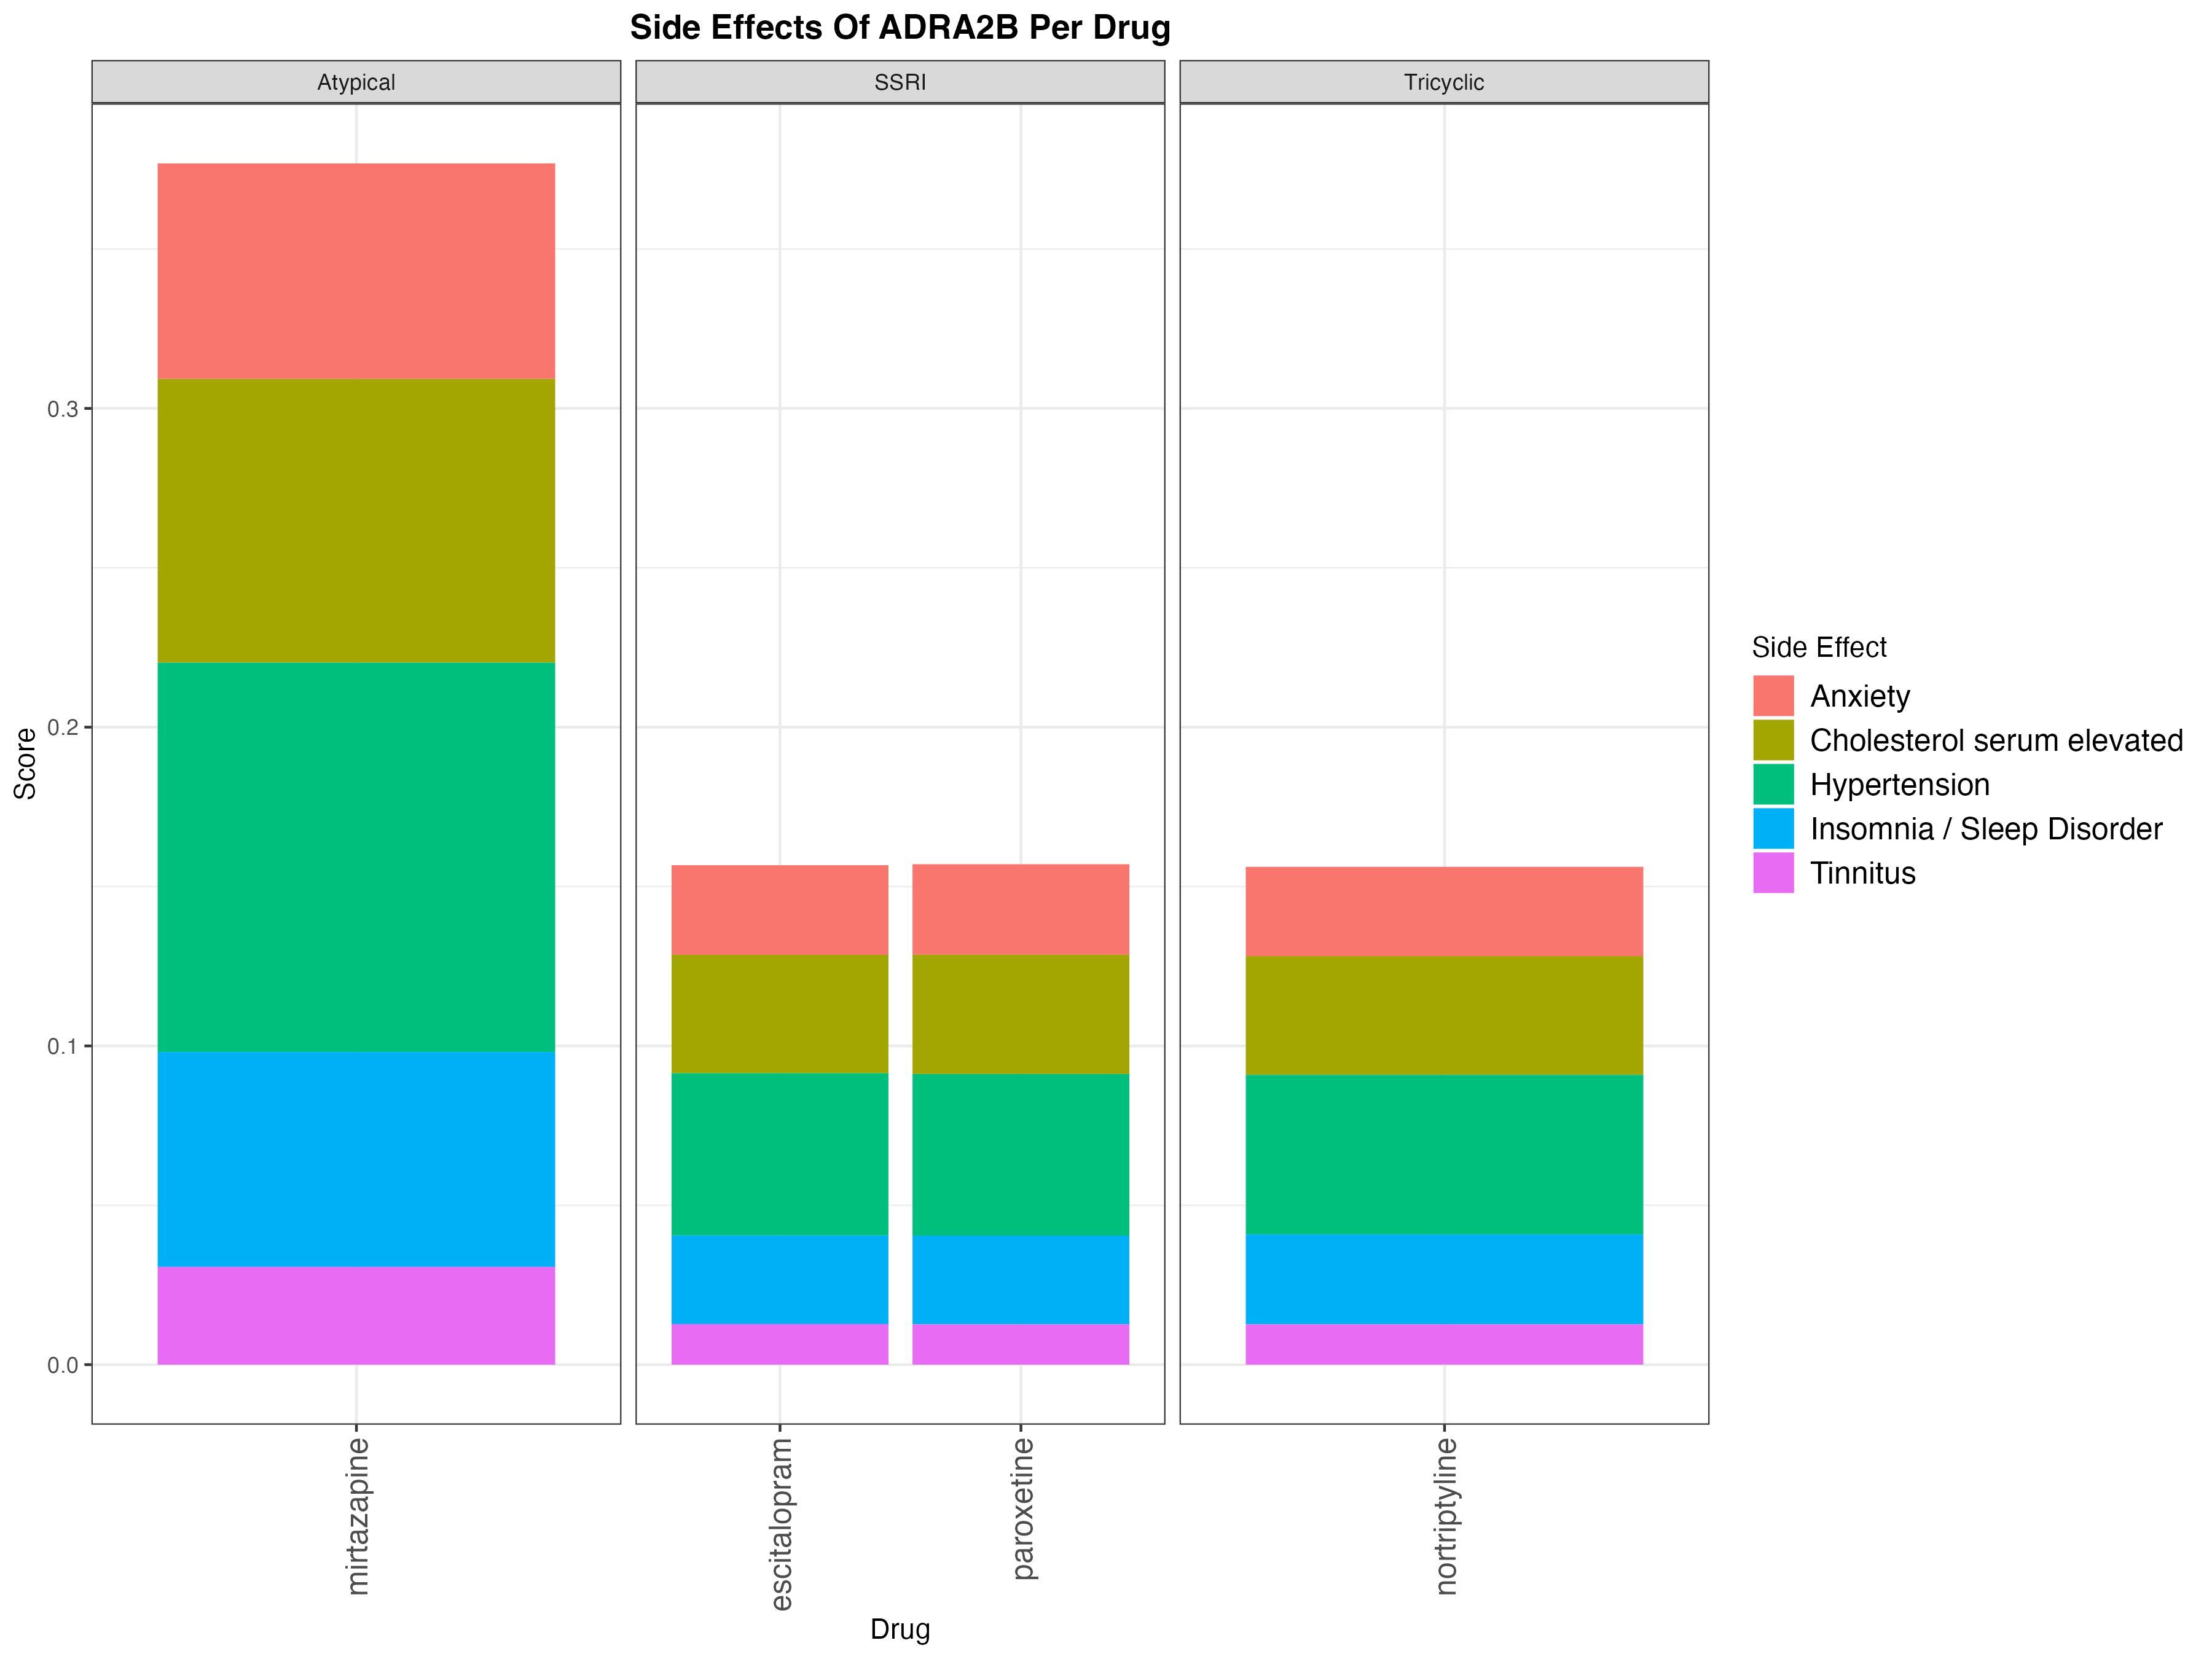 Side Effects Of ADRA2B Per Drug
Atypical
SSRI
Tricyclic
Score
0.3
0.2
0.1
0.0
mirtazapine
escitalopram
paroxetine
nortriptyline
Drug
Side Effect
Anxiety
Cholesterol serum elevated
Hypertension
Insomnia / Sleep Disorder
Tinnitus